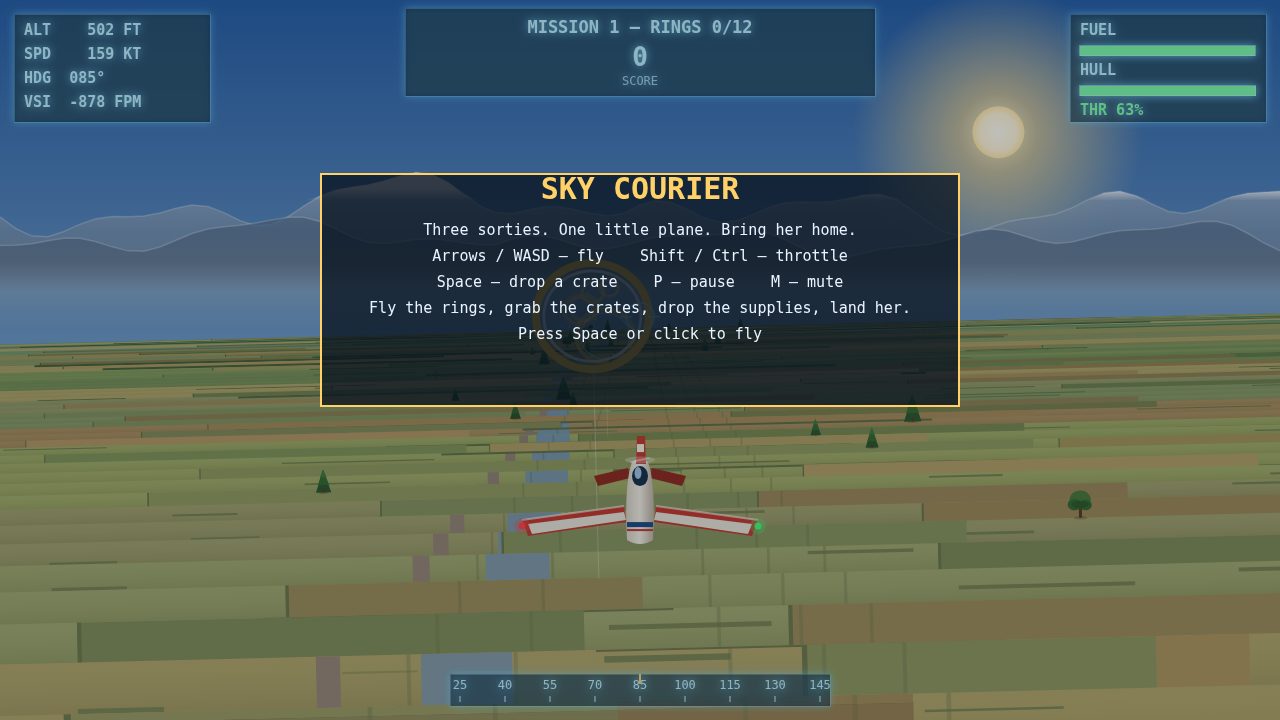 ALT 502 FT
SPD 159 KT
HDG 085°
VSI -878 FPM
MISSION 1 — RINGS 0/12
0
SCORE
FUEL
HULL
THR 63%
SKY COURIER
Three sorties. One little plane. Bring her home.
Arrows / WASD — fly Shift / Ctrl — throttle
Space — drop a crate P — pause M — mute
Fly the rings, grab the crates, drop the supplies, land her.
Press Space or click to fly
25 40 55 70 85 100 115 130 145